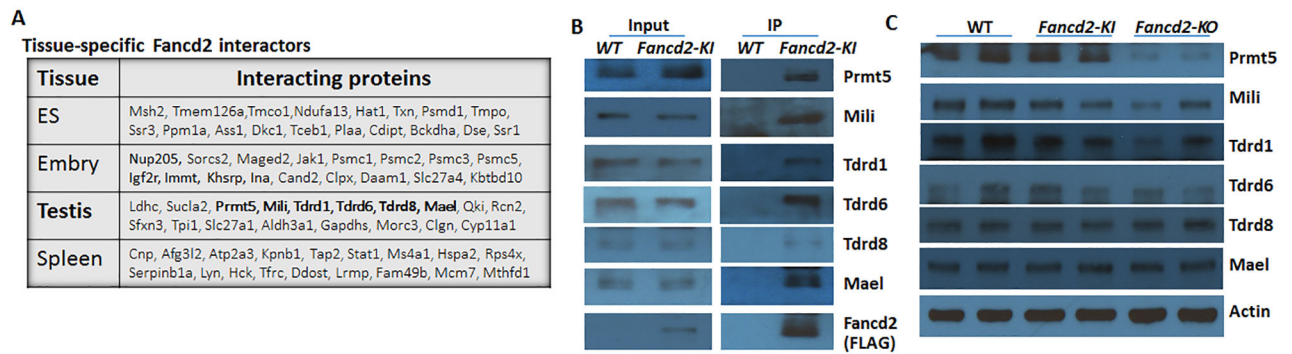 A
Tissue-specific Fancd2 interactors
Tissue Interacting proteins
ES
Msh2, Tmem126a,Tmco1,Ndufa13, Hat1, Txn, Psmd1, Tmpo,
Ssr3, Ppm1a, Ass1, Dkc1, Tceb1, Plaa, Cdipt, Bckdha, Dse, Ssr1
Embry
Nup205, Sorcs2, Maged2, Jak1, Psmc1, Psmc2, Psmc3, Psmc5,
Igf2r, Immt, Khsrp, Ina, Cand2, Clpx, Daam1, Slc27a4, Kbtbd10
Testis
Ldhc, Sucla2, Prmt5, Mili, Tdrd1, Tdrd6, Tdrd8, Mael, Qki, Rcn2,
Sfxn3, Tpi1, Slc27a1, Aldh3a1, Gapdhs, Morc3, Clgn, Cyp11a1
Spleen
Cnp, Afg3l2, Atp2a3, Kpnb1, Tap2, Stat1, Ms4a1, Hspa2, Rps4x,
Serpinb1a, Lyn, Hck, Tfrc, Ddost, Lrmp, Fam49b, Mcm7, Mthfd1
B
Input IP
WT Fancd2-KI WT Fancd2-KI
Prmt5
Mili
Tdrd1
Tdrd6
Tdrd8
Mael
Fancd2
(FLAG)
C
WT Fancd2-KI Fancd2-KO
Prmt5
Mili
Tdrd1
Tdrd6
Tdrd8
Mael
Actin